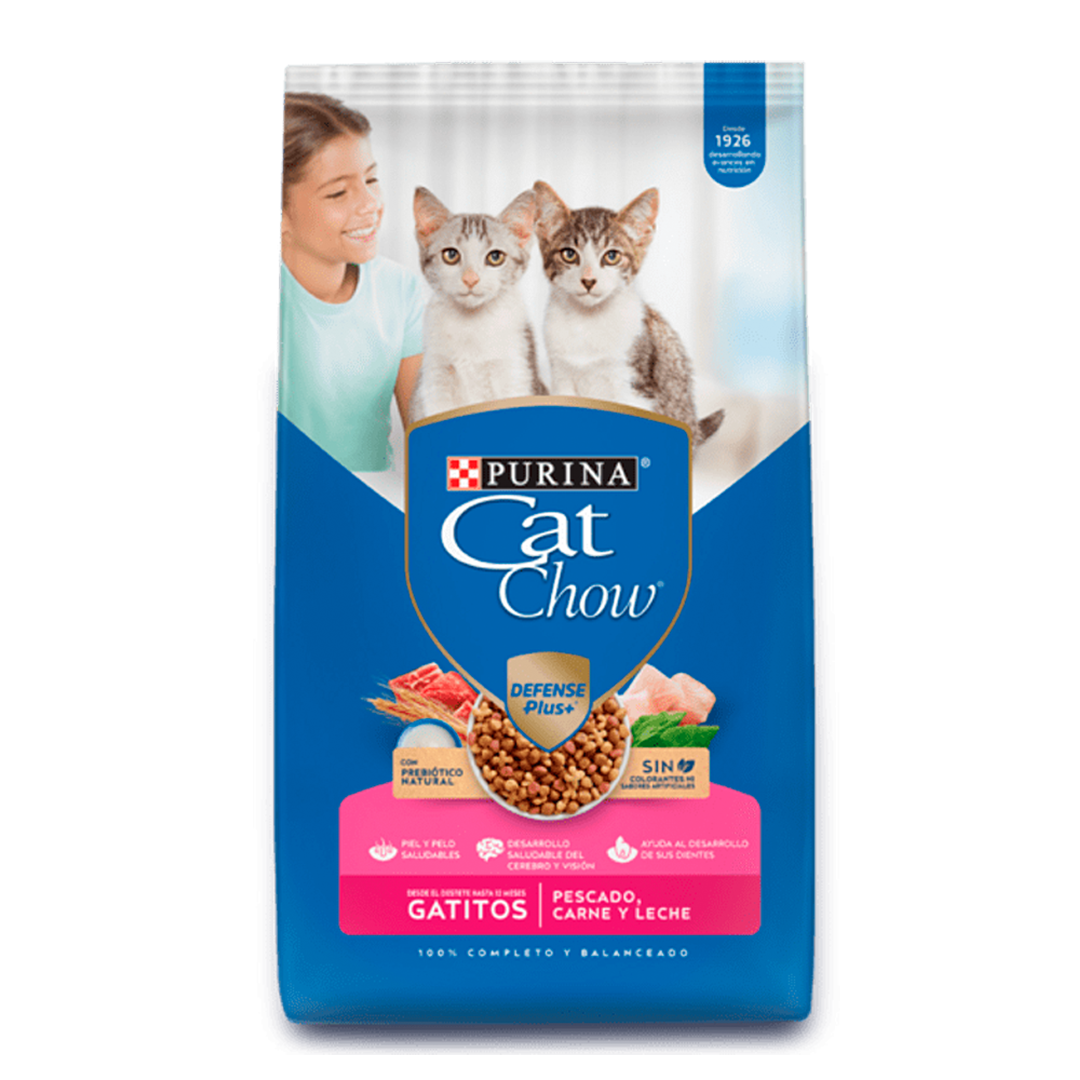 Desde
1926
desarrollando
avances en
nutrición
PURINA®
Cat
Chow®
DEFENSE
Plus+
CON
PREBIÓTICO
NATURAL
SIN
COLORANTES NI
SABORES ARTIFICIALES
PIEL Y PELO
SALUDABLES
DESARROLLO
SALUDABLE DEL
CEREBRO Y VISIÓN
AYUDA AL DESARROLLO
DE SUS DIENTES
DESDE EL DESTETE HASTA 12 MESES
GATITOS
PESCADO,
CARNE Y LECHE
100% COMPLETO Y BALANCEADO